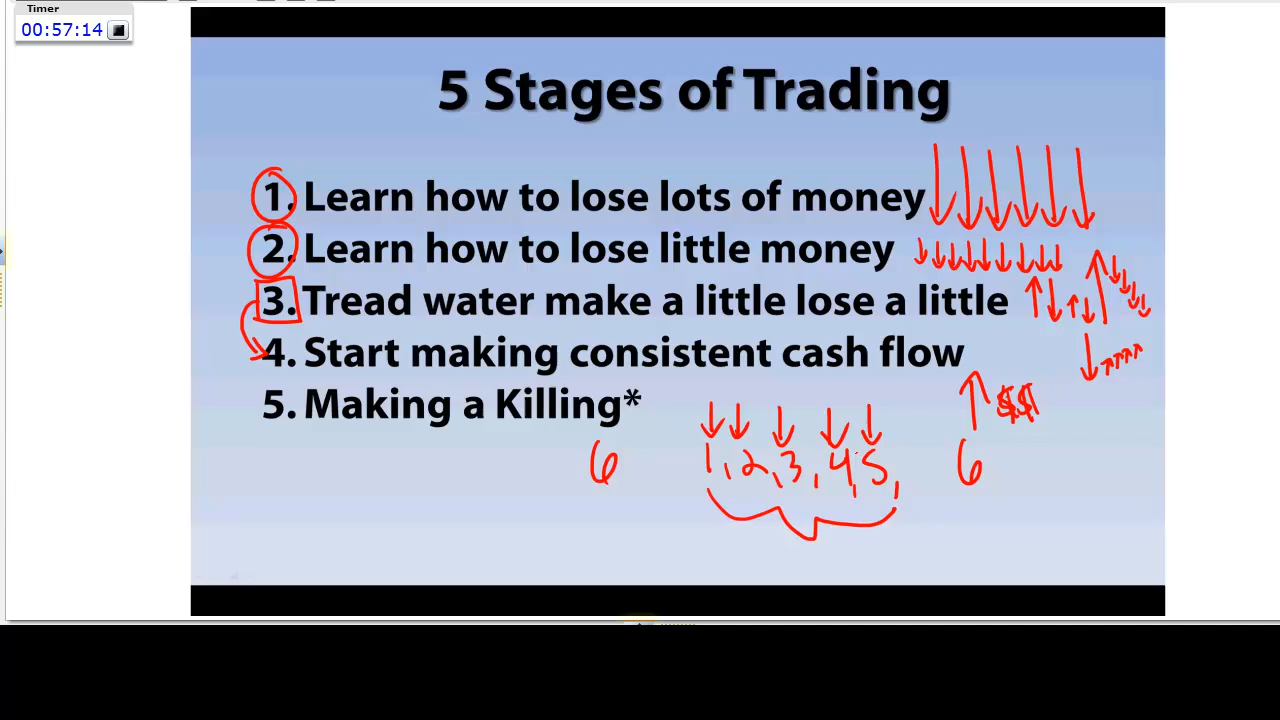 Timer
00:57:14
5 Stages of Trading
1. Learn how to lose lots of money
2. Learn how to lose little money
3. Tread water make a little lose a little
4. Start making consistent cash flow
5. Making a Killing*
$$
6 1, 2, 3, 4, 5, 6